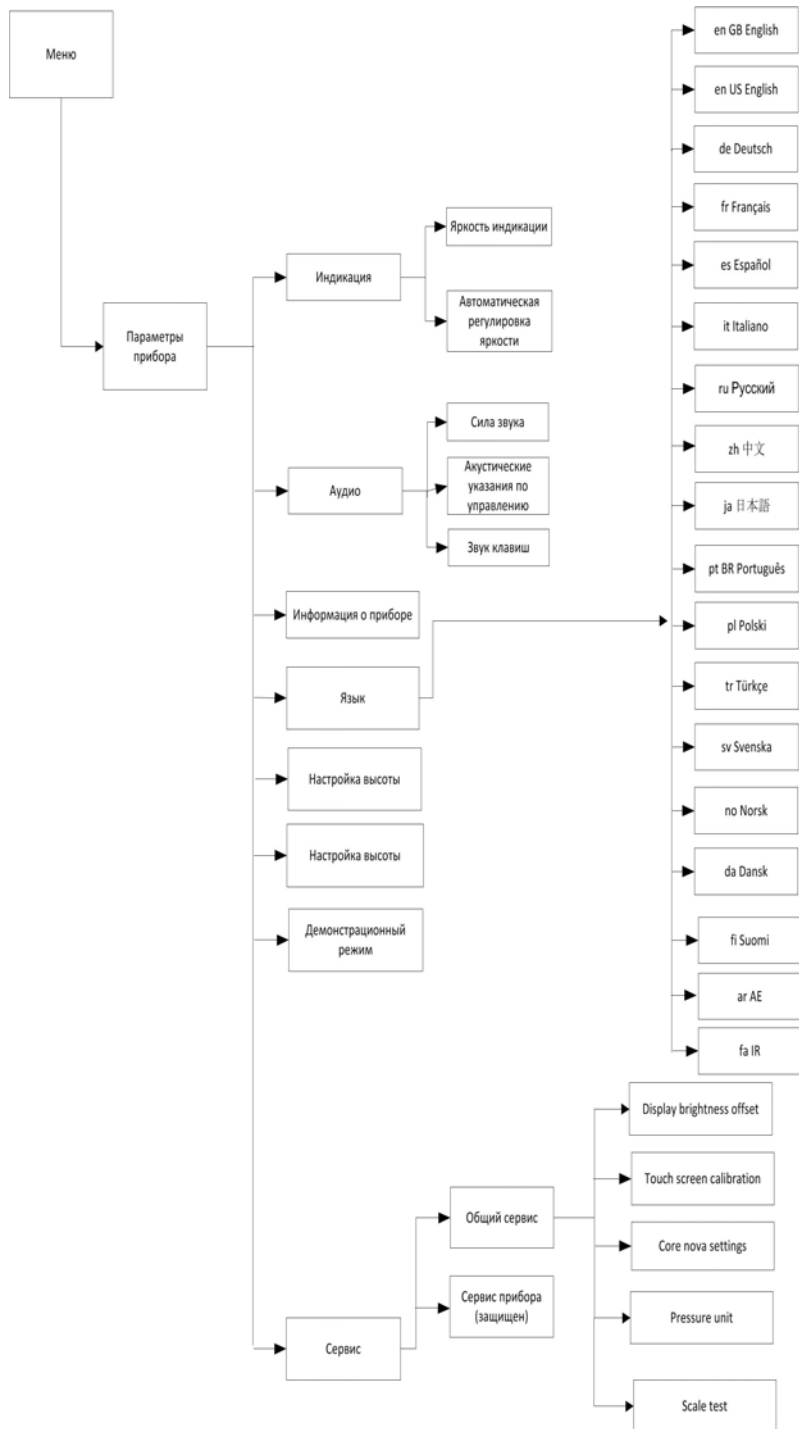 Меню
Параметры
прибора
Индикация
Яркость индикации
Автоматическая
регулировка
яркости
Аудио
Сила звука
Акустические
указания по
управлению
Звук клавиш
Информация о приборе
Язык
en GB English
en US English
de Deutsch
fr Français
es Español
it Italiano
ru Русский
zh 中文
ja 日本語
pt BR Português
pl Polski
tr Türkçe
sv Svenska
no Norsk
da Dansk
fi Suomi
ar AE
fa IR
Настройка высоты
Настройка высоты
Демонстрационный
режим
Сервис
Общий сервис
Display brightness offset
Touch screen calibration
Core nova settings
Pressure unit
Scale test
Сервис прибора
(защищен)